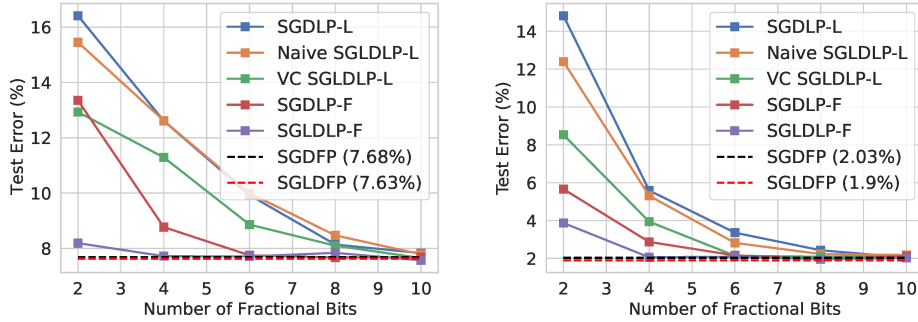 Test Error (%)
16
14
12
10
8
2
3
4
5
6
7
8
9
10
Number of Fractional Bits
SGDLP-L
Naive SGLDLP-L
VC SGLDLP-L
SGDLP-F
SGLDLP-F
SGDFP (7.68%)
SGLDFP (7.63%)
Test Error (%)
14
12
10
8
6
4
2
2
3
4
5
6
7
8
9
10
Number of Fractional Bits
SGDLP-L
Naive SGLDLP-L
VC SGLDLP-L
SGDLP-F
SGLDLP-F
SGDFP (2.03%)
SGLDFP (1.9%)